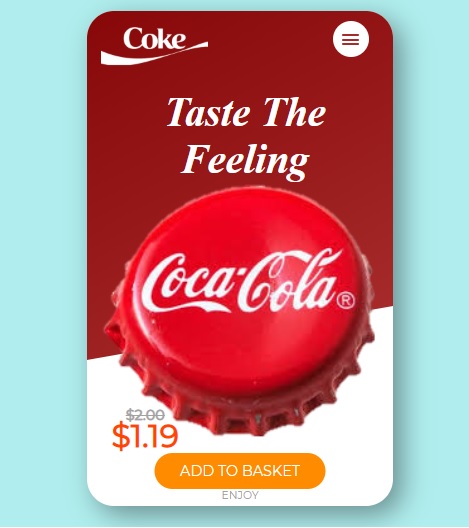 Coke
Taste The
Feeling
Coca-Cola®
$2.00
$1.19
ADD TO BASKET
ENJOY